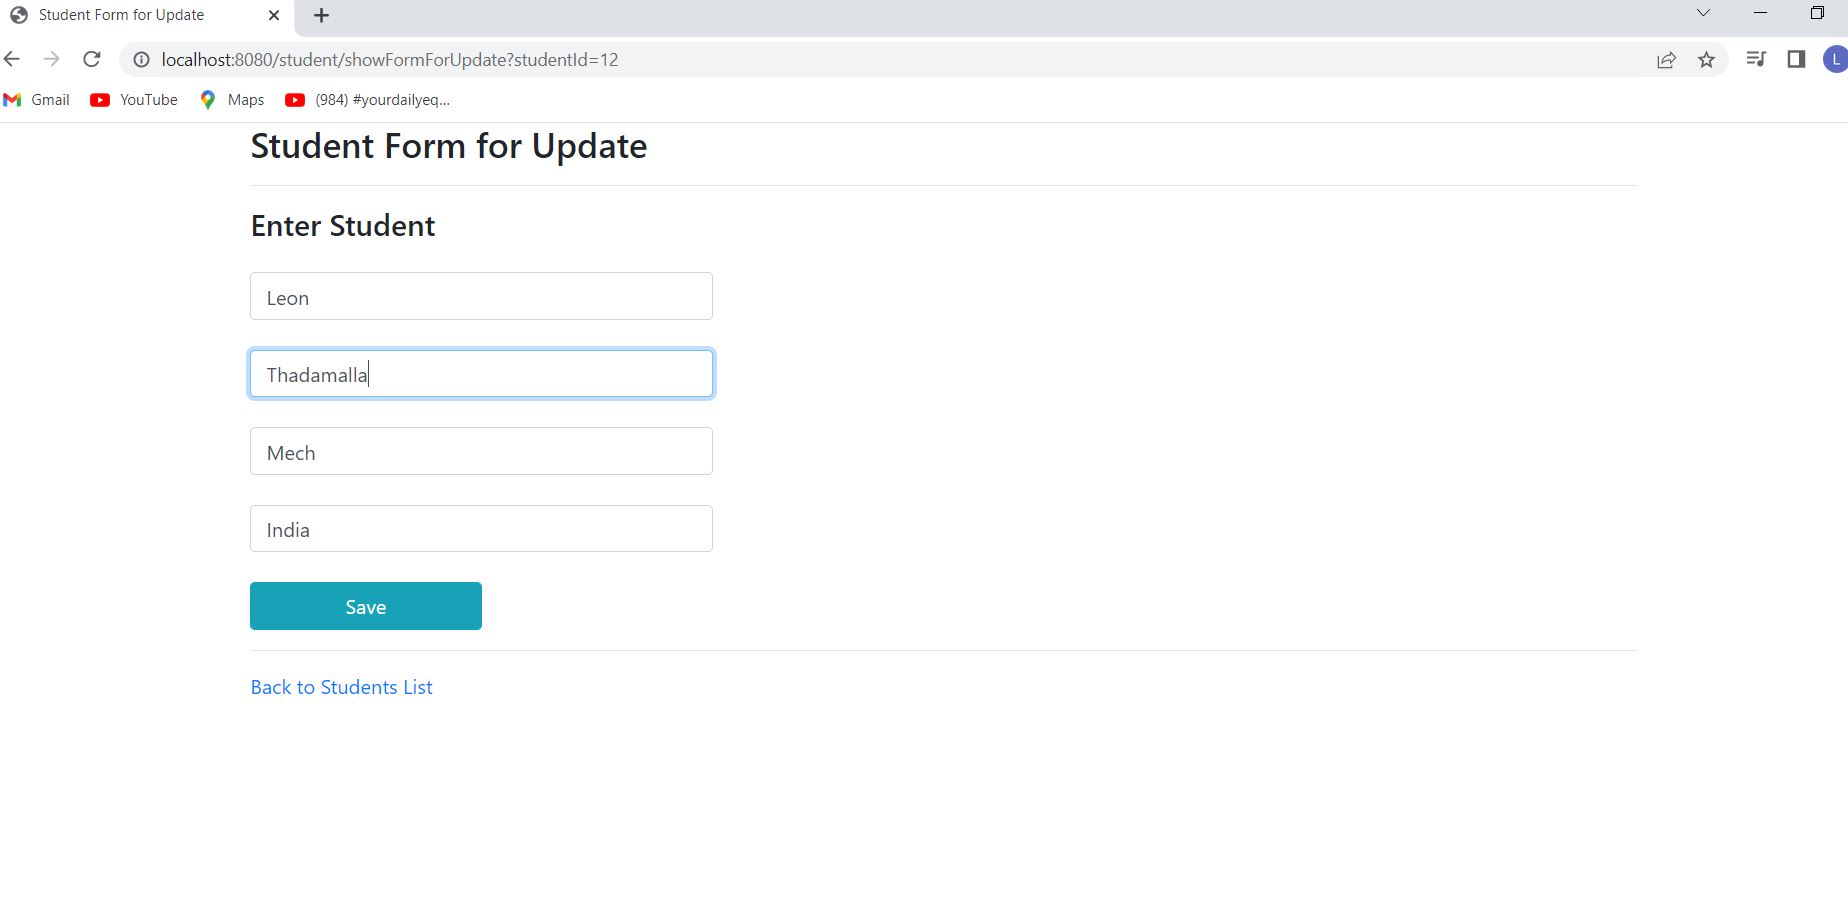 Student Form for Update
localhost:8080/student/showFormForUpdate?studentId=12
L
Gmail YouTube Maps (984) #yourdailyeq...
Student Form for Update
Enter Student
Leon
Thadamalla
Mech
India
Save
Back to Students List